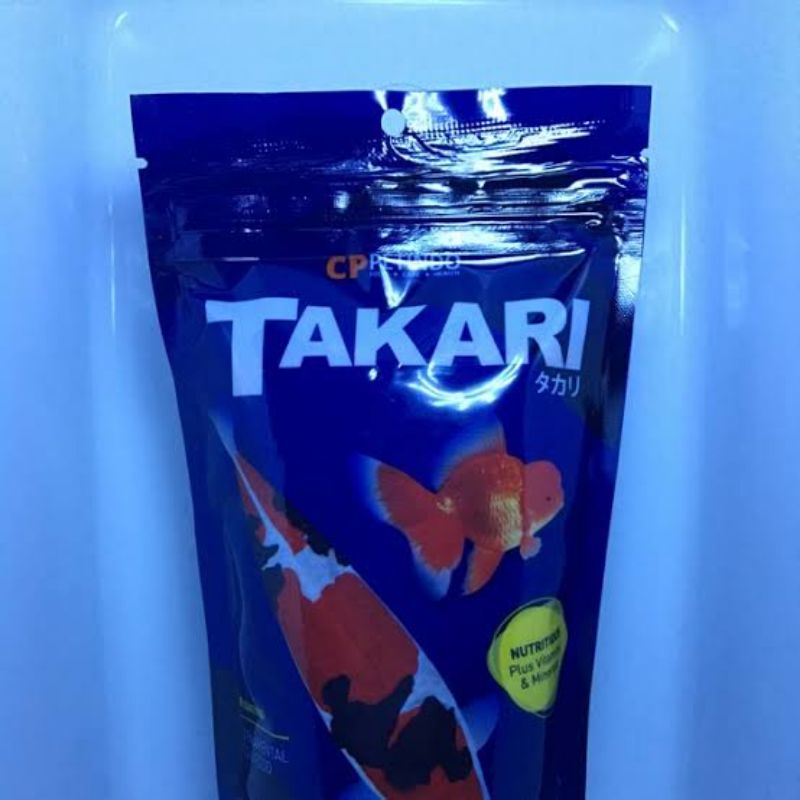 CP PETINDO
TAKARI
タカリ
NUTRITIOUS
Plus Vitamin
& Mineral